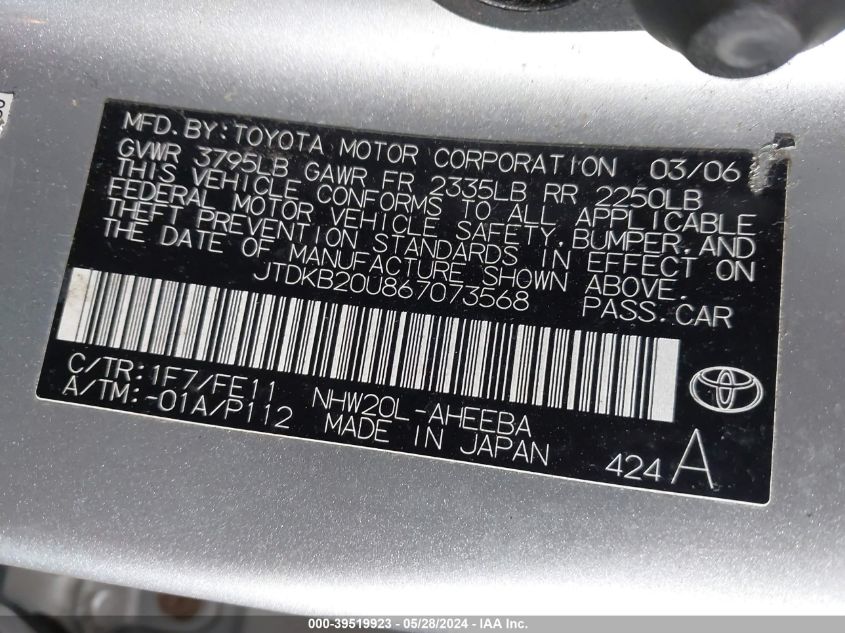 MFD. BY: TOYOTA MOTOR CORPORATION 03/06
GVWR 3795LB GAWR FR 2335LB RR 2250LB
THIS VEHICLE CONFORMS TO ALL APPLICABLE
FEDERAL MOTOR VEHICLE SAFETY, BUMPER, AND
THEFT PREVENTION STANDARDS IN EFFECT ON
THE DATE OF MANUFACTURE SHOWN ABOVE.
JTDKB20U867073568 PASS. CAR
C/TR: 1F7/FE11 NHW20L-AHEEBA
A/TM: -01A/P112 MADE IN JAPAN
424 A
000-39519923 - 05/28/2024 - IAA Inc.